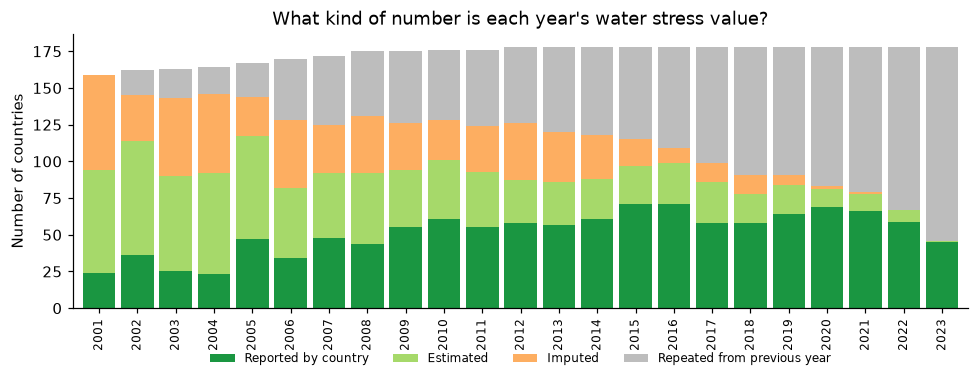 What kind of number is each year's water stress value?
Number of countries
175
150
125
100
75
50
25
0
2001 2002 2003 2004 2005 2006 2007 2008 2009 2010 2011 2012 2013 2014 2015 2016 2017 2018 2019 2020 2021 2022 2023
Reported by country Estimated Imputed Repeated from previous year